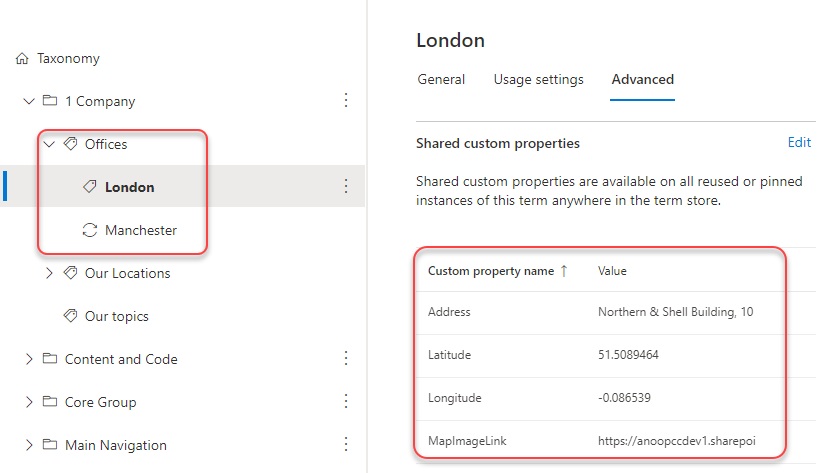 Taxonomy
1 Company
Offices
London
Manchester
Our Locations
Our topics
Content and Code
Core Group
Main Navigation
London
General Usage settings Advanced
Shared custom properties Edit
Shared custom properties are available on all reused or pinned
instances of this term anywhere in the term store.
Custom property name ↑ Value
Address Northern & Shell Building, 10
Latitude 51.5089464
Longitude -0.086539
MapImageLink https://anoopccdev1.sharepoi